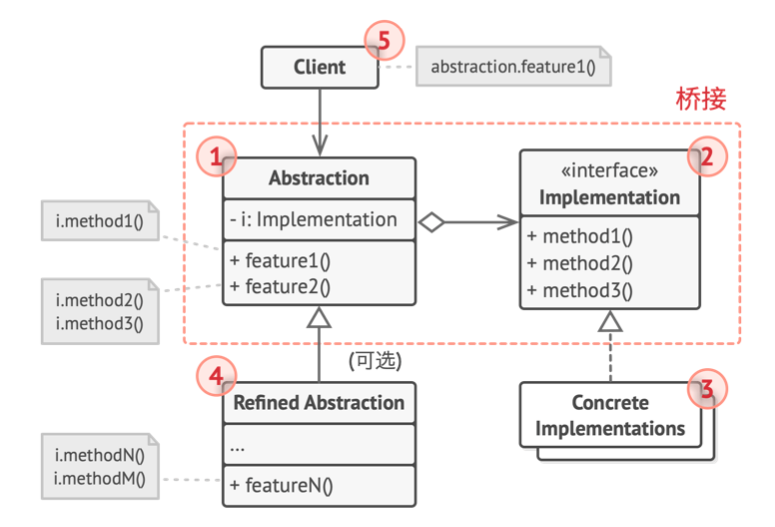 5
Client
abstraction.feature1()
桥接
1
Abstraction
- i: Implementation
+ feature1()
+ feature2()
2
«interface»
Implementation
+ method1()
+ method2()
+ method3()
i.method1()
i.method2()
i.method3()
(可选)
4
Refined Abstraction
...
+ featureN()
3
Concrete
Implementations
i.methodN()
i.methodM()